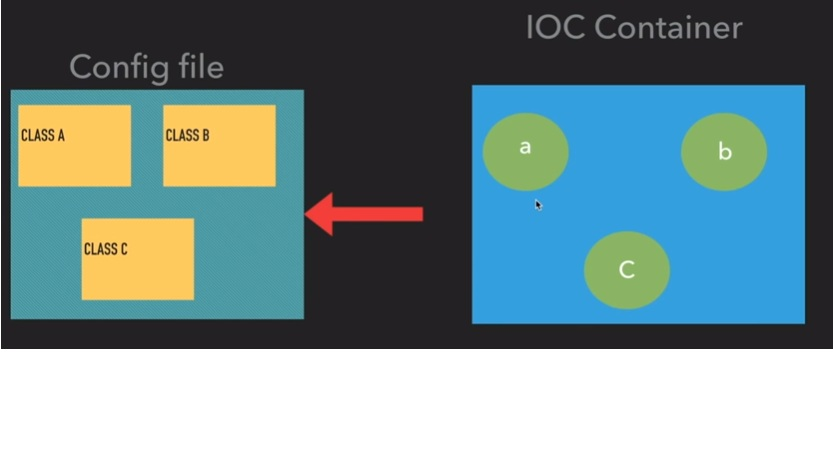 IOC Container
Config file
CLASS A
CLASS B
CLASS C
a
b
C